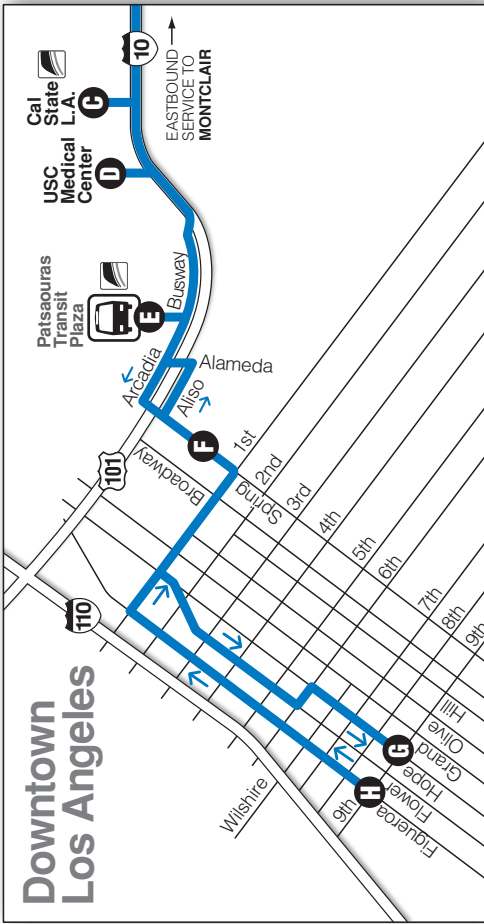 Downtown
Los Angeles
110
101
10
Cal
State
L.A.
C
USC
Medical
Center
D
EASTBOUND
SERVICE TO
MONTCLAIR
Patsaouras
Transit
Plaza
E
Busway
Arcadia
Alameda
Aliso
F
Broadway
Spring
1st
2nd
3rd
4th
5th
6th
7th
8th
9th
Wilshire
9th
Figueroa
Flower
Hope
Grand
Olive
Hill
G
H